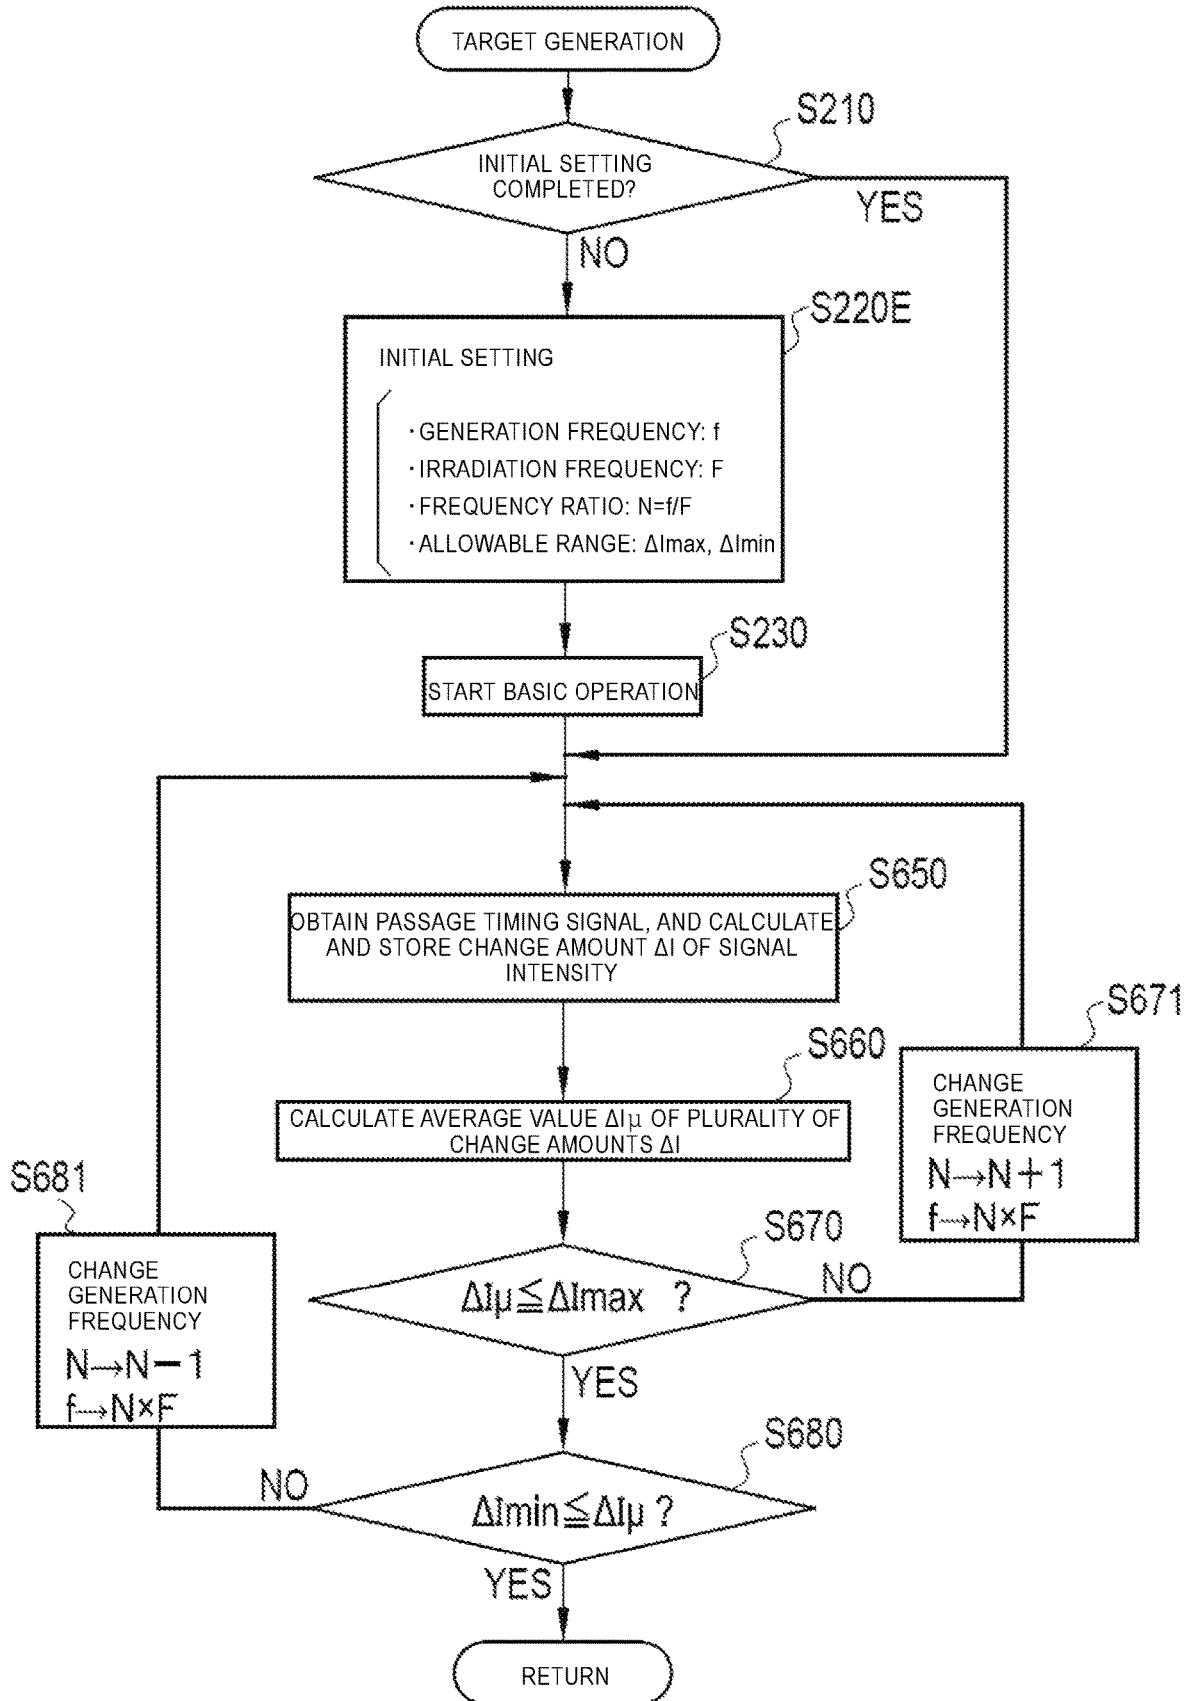 TARGET GENERATION
S210
INITIAL SETTING
COMPLETED?
YES
NO
S220E
INITIAL SETTING
・GENERATION FREQUENCY: f
・IRRADIATION FREQUENCY: F
・FREQUENCY RATIO: N=f/F
・ALLOWABLE RANGE: ΔImax, ΔImin
S230
START BASIC OPERATION
S650
OBTAIN PASSAGE TIMING SIGNAL, AND CALCULATE
AND STORE CHANGE AMOUNT ΔI OF SIGNAL
INTENSITY
S671
CHANGE
GENERATION
FREQUENCY
N→N+1
f→N×F
S660
CALCULATE AVERAGE VALUE ΔIμ OF PLURALITY OF
CHANGE AMOUNTS ΔI
S670
ΔIμ≦ΔImax ?
NO
YES
S681
CHANGE
GENERATION
FREQUENCY
N→N−1
f→N×F
S680
ΔImin≦ΔIμ ?
NO
YES
RETURN